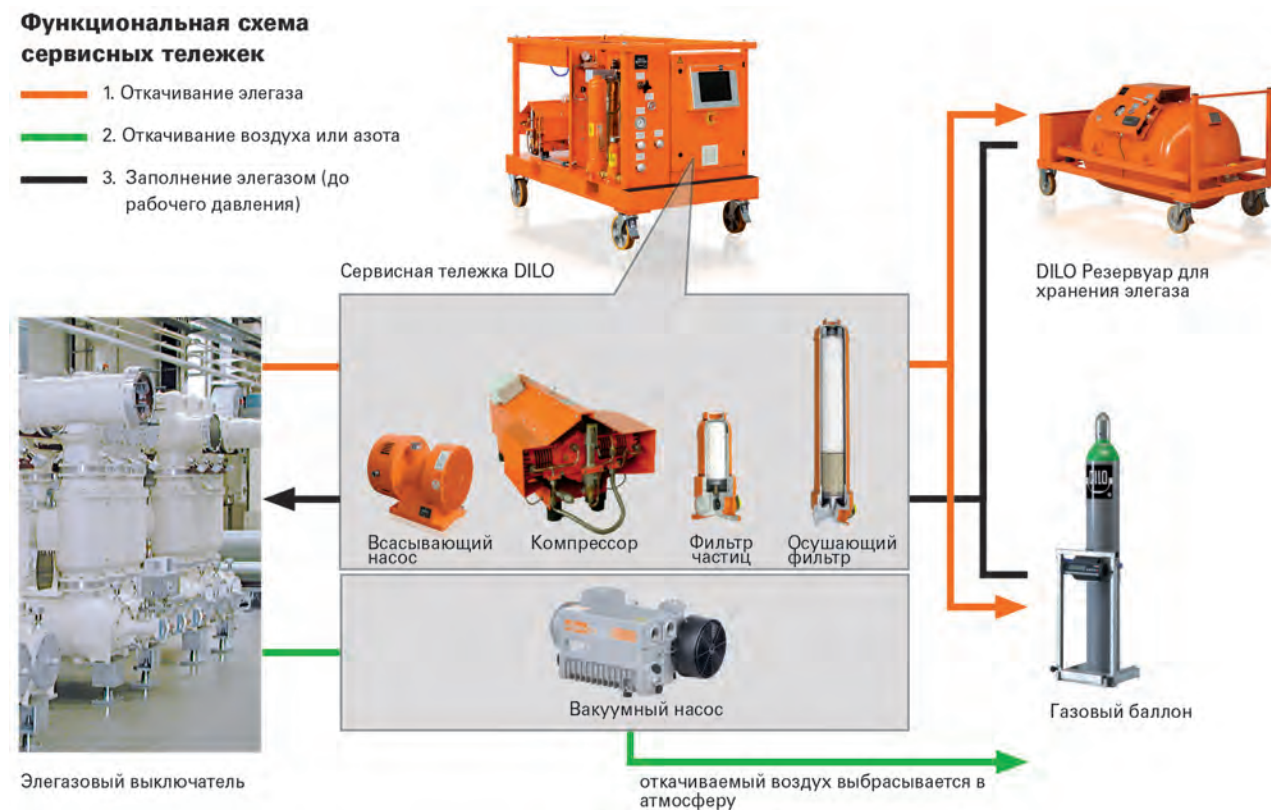 Функциональная схема
сервисных тележек
1. Откачивание элегаза
2. Откачивание воздуха или азота
3. Заполнение элегазом (до
рабочего давления)
Сервисная тележка DILO
DILO Резервуар для
хранения элегаза
Всасывающий
насос
Компрессор
Фильтр
частиц
Осушающий
фильтр
DILO
Вакуумный насос
Газовый баллон
Элегазовый выключатель
откачиваемый воздух выбрасывается в
атмосферу